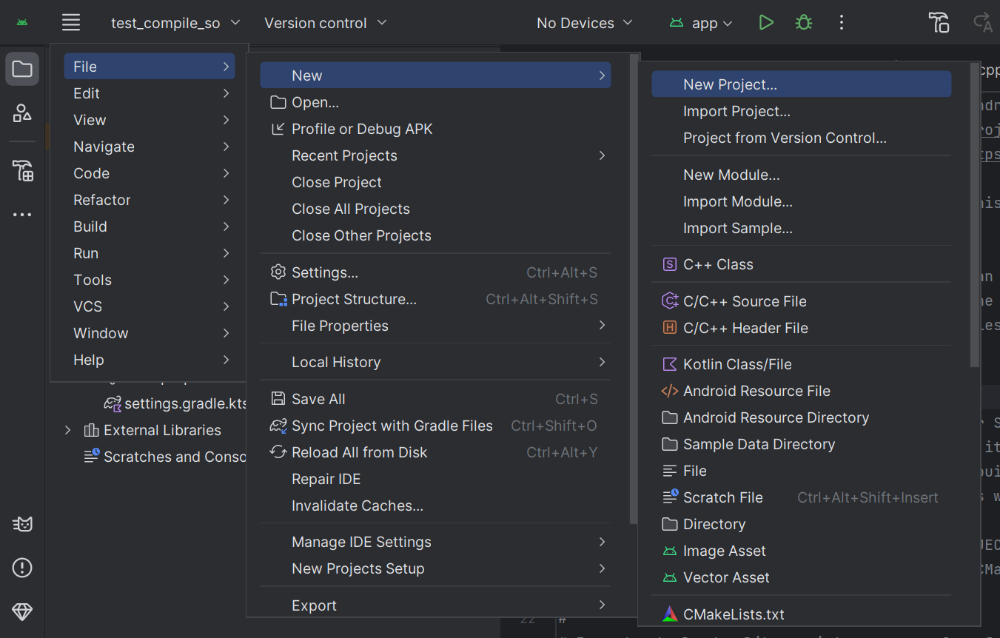 test_compile_so
Version control
No Devices
app
File
Edit
View
Navigate
Code
Refactor
Build
Run
Tools
VCS
Window
Help
settings.gradle.kts
External Libraries
Scratches and Consc
New
Open...
Profile or Debug APK
Recent Projects
Close Project
Close All Projects
Close Other Projects
Settings... Ctrl+Alt+S
Project Structure... Ctrl+Alt+Shift+S
File Properties
Local History
Save All Ctrl+S
Sync Project with Gradle Files Ctrl+Shift+O
Reload All from Disk Ctrl+Alt+Y
Repair IDE
Invalidate Caches...
Manage IDE Settings
New Projects Setup
Export
New Project...
Import Project...
Project from Version Control...
New Module...
Import Module...
Import Sample...
C++ Class
C/C++ Source File
C/C++ Header File
Kotlin Class/File
Android Resource File
Android Resource Directory
Sample Data Directory
File
Scratch File Ctrl+Alt+Shift+Insert
Directory
Image Asset
Vector Asset
CMakeLists.txt
cpp
22 #